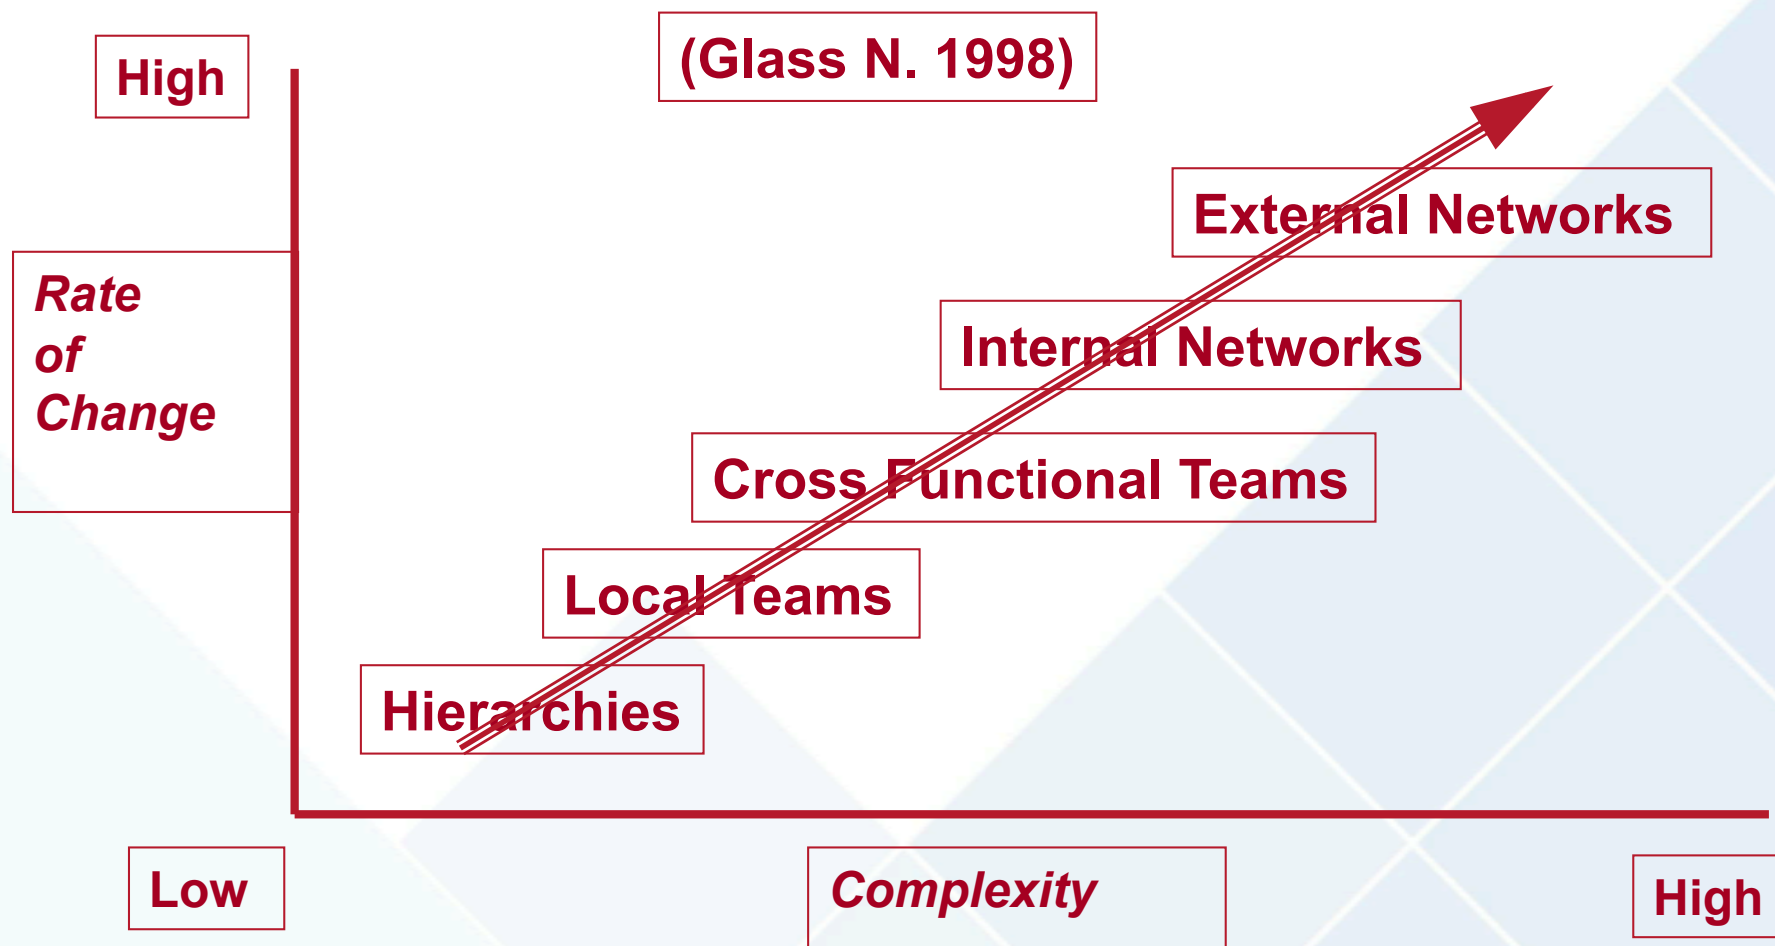 (Glass N. 1998)
High
External Networks
Rate
of
Change
Internal Networks
Cross Functional Teams
Local Teams
Hierarchies
Low
Complexity
High